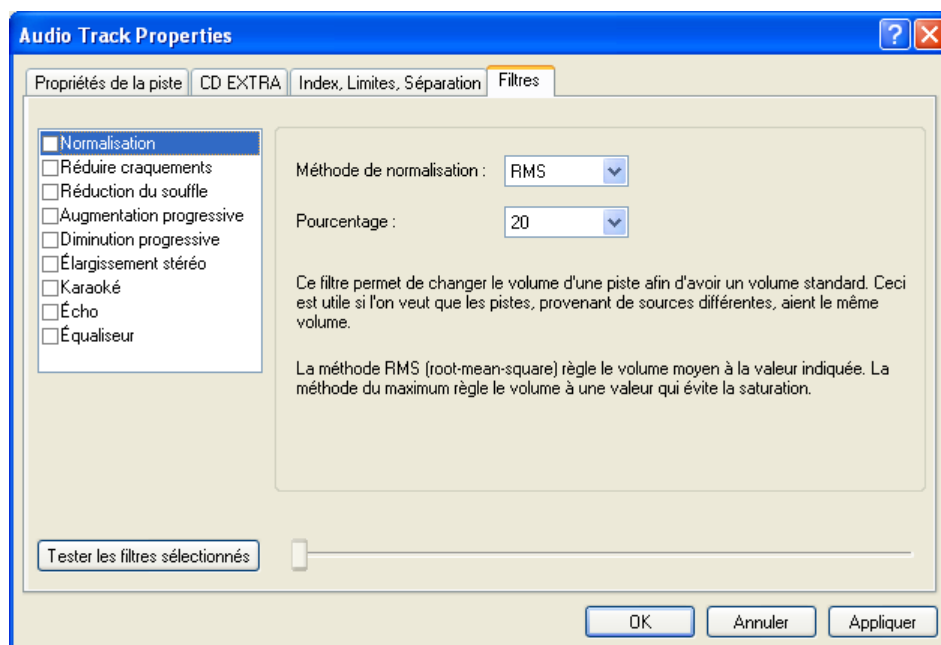 Audio Track Properties
Propriétés de la piste
CD EXTRA
Index, Limites, Séparation
Filtres
Normalisation
Réduire craquements
Réduction du souffle
Augmentation progressive
Diminution progressive
Élargissement stéréo
Karaoké
Écho
Équaliseur
Méthode de normalisation :
RMS
Pourcentage :
20
Ce filtre permet de changer le volume d'une piste afin d'avoir un volume standard. Ceci
est utile si l'on veut que les pistes, provenant de sources différentes, aient le même
volume.
La méthode RMS (root-mean-square) règle le volume moyen à la valeur indiquée. La
méthode du maximum règle le volume à une valeur qui évite la saturation.
Tester les filtres sélectionnés
OK
Annuler
Appliquer